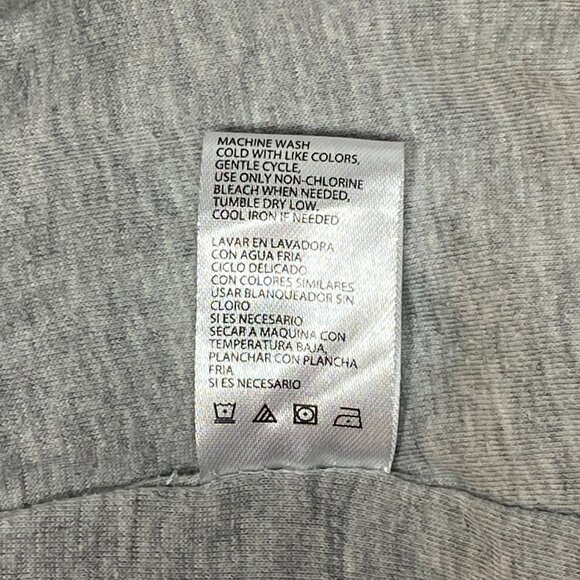 MACHINE WASH
COLD WITH LIKE COLORS,
GENTLE CYCLE,
USE ONLY NON-CHLORINE
BLEACH WHEN NEEDED,
TUMBLE DRY LOW,
COOL IRON IF NEEDED
LAVAR EN LAVADORA
CON AGUA FRIA
CICLO DELICADO
CON COLORES SIMILARES
USAR BLANQUEADOR SIN
CLORO
SI ES NECESARIO
SECAR A MAQUINA CON
TEMPERATURA BAJA,
PLANCHAR CON PLANCHA
FRIA
SI ES NECESARIO